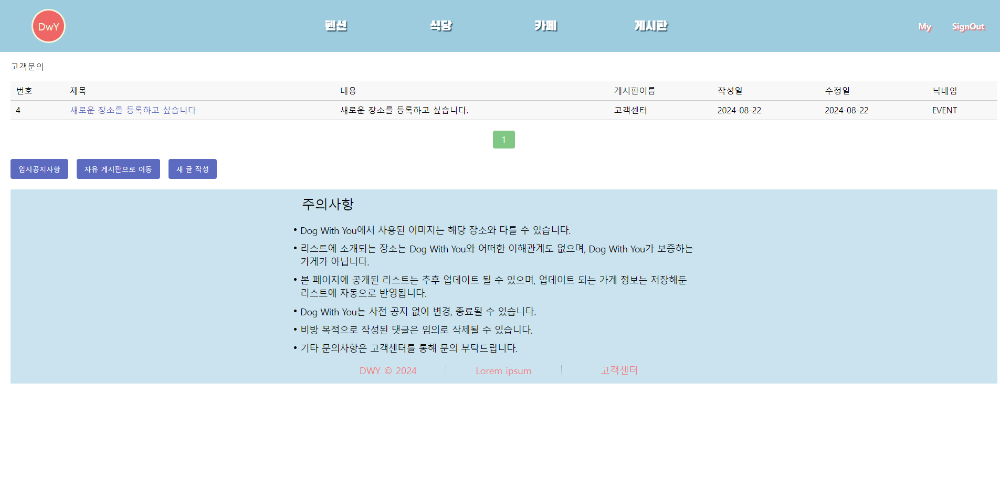 DwY 펜션 식당 카페 게시판 My SignOut
고객문의
번호 제목 내용 게시판이름 작성일 수정일 닉네임
4 새로운 장소를 등록하고 싶습니다 새로운 장소를 등록하고 싶습니다. 고객센터 2024-08-22 2024-08-22 EVENT
1
임시공지사항 자유 게시판으로 이동 새 글 작성
주의사항
• Dog With You에서 사용된 이미지는 해당 장소와 다를 수 있습니다.
• 리스트에 소개되는 장소는 Dog With You와 어떠한 이해관계도 없으며, Dog With You가 보증하는
가게가 아닙니다.
• 본 페이지에 공개된 리스트는 추후 업데이트 될 수 있으며, 업데이트 되는 가게 정보는 저장해둔
리스트에 자동으로 반영됩니다.
• Dog With You는 사전 공지 없이 변경, 종료될 수 있습니다.
• 비방 목적으로 작성된 댓글은 임의로 삭제될 수 있습니다.
• 기타 문의사항은 고객센터를 통해 문의 부탁드립니다.
DWY © 2024 Lorem ipsum 고객센터